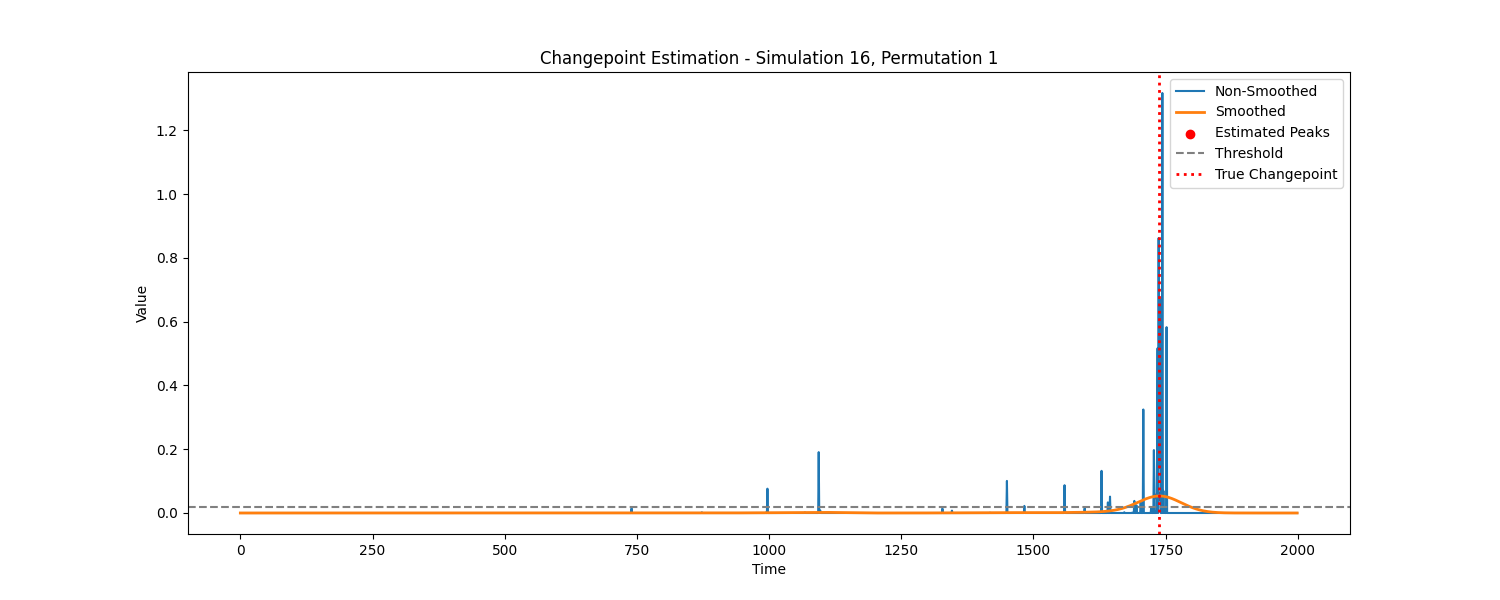 Changepoint Estimation - Simulation 16, Permutation 1
Non-Smoothed
Smoothed
Estimated Peaks
Threshold
True Changepoint
1.2
1.0
0.8
0.6
0.4
0.2
0.0
Value
0 250 500 750 1000 1250 1500 1750 2000
Time